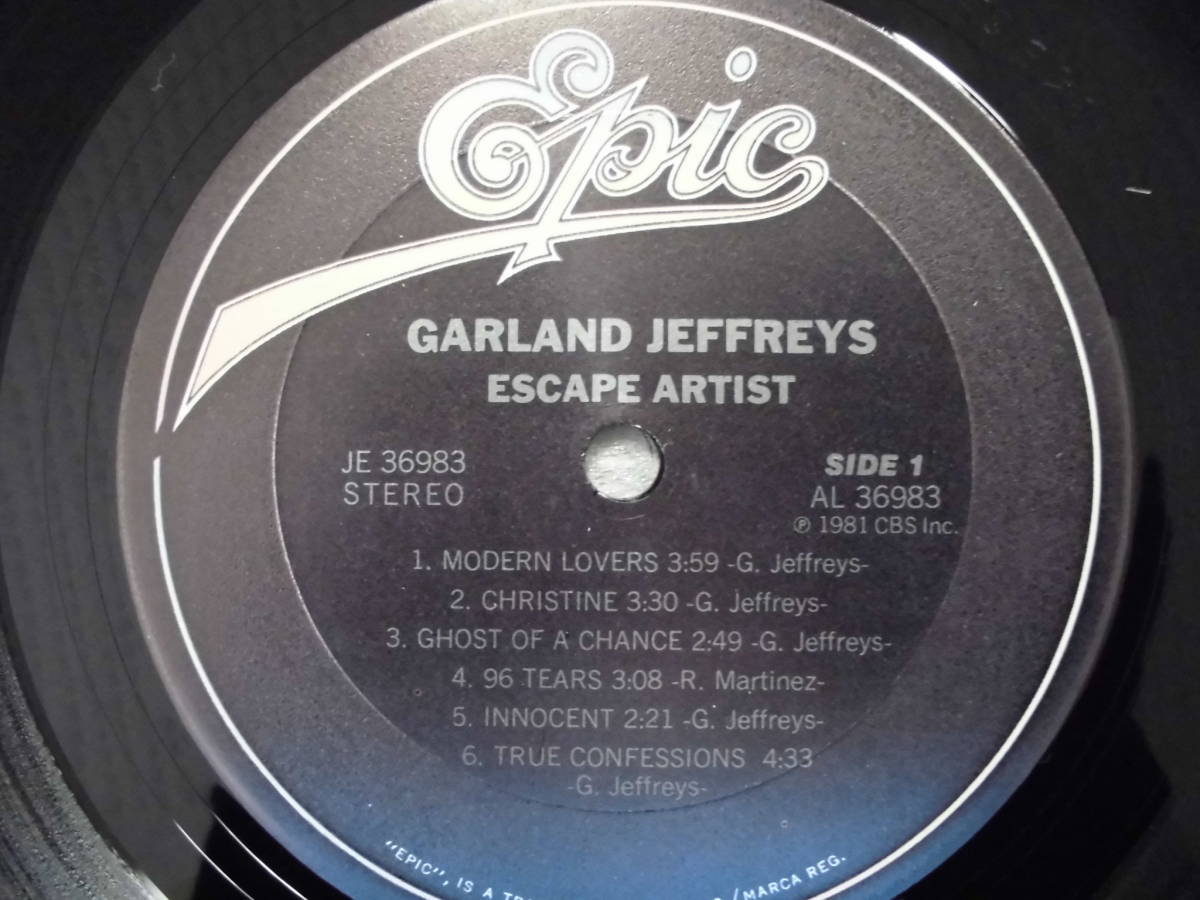 Epic
GARLAND JEFFREYS
ESCAPE ARTIST
JE 36983
STEREO
SIDE 1
AL 36983
℗ 1981 CBS Inc.
1. MODERN LOVERS 3:59 -G. Jeffreys-
2. CHRISTINE 3:30 -G. Jeffreys-
3. GHOST OF A CHANCE 2:49 -G. Jeffreys-
4. 96 TEARS 3:08 -R. Martinez-
5. INNOCENT 2:21 -G. Jeffreys-
6. TRUE CONFESSIONS 4:33
-G. Jeffreys-
"EPIC", IS A /MARCA REG.